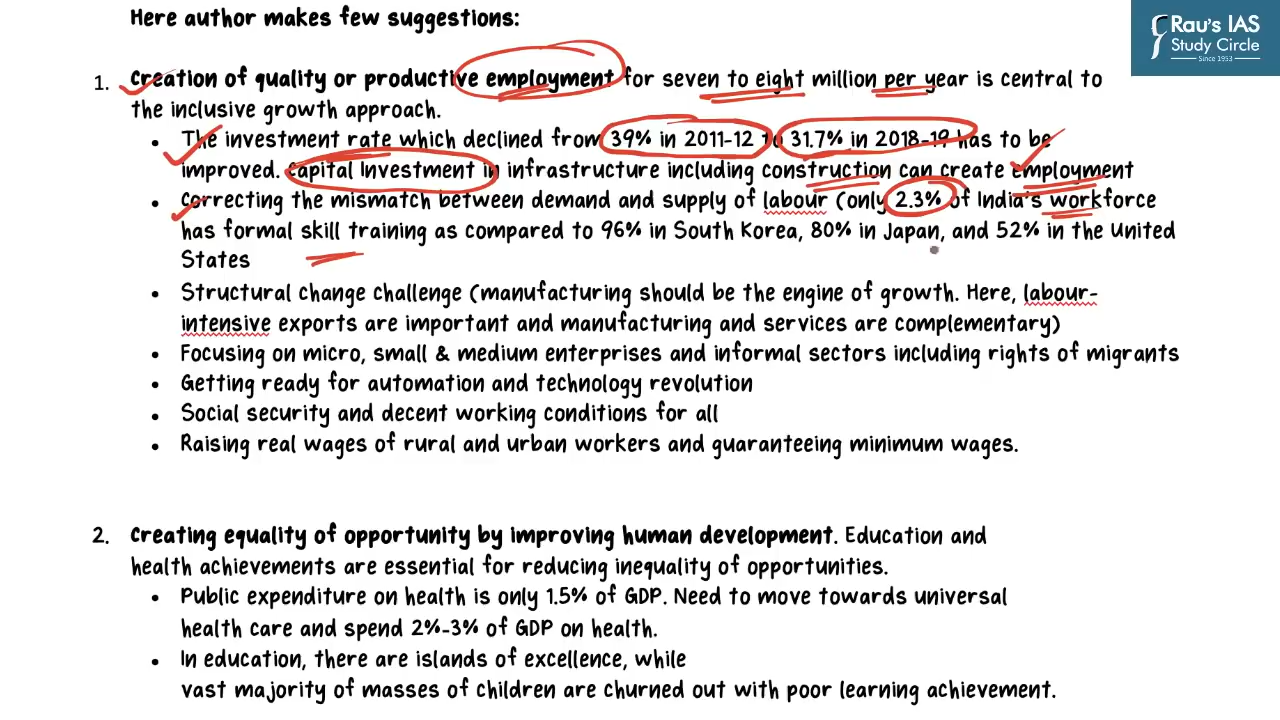 Here author makes few suggestions:
Rau's IAS
Study Circle
Since 1953
1. Creation of quality or productive employment for seven to eight million per year is central to
the inclusive growth approach.
• The investment rate which declined from 39% in 2011-12 to 31.7% in 2018-19 has to be
improved. Capital Investment in infrastructure including construction can create employment
• Correcting the mismatch between demand and supply of labour (only 2.3% of India's workforce
has formal skill training as compared to 96% in South Korea, 80% in Japan, and 52% in the United
States
• Structural change challenge (manufacturing should be the engine of growth. Here, labour-
intensive exports are important and manufacturing and services are complementary)
• Focusing on micro, small & medium enterprises and informal sectors including rights of migrants
• Getting ready for automation and technology revolution
• Social security and decent working conditions for all
• Raising real wages of rural and urban workers and guaranteeing minimum wages.
2. Creating equality of opportunity by improving human development. Education and
health achievements are essential for reducing inequality of opportunities.
• Public expenditure on health is only 1.5% of GDP. Need to move towards universal
health care and spend 2%-3% of GDP on health.
• In education, there are islands of excellence, while
vast majority of masses of children are churned out with poor learning achievement.